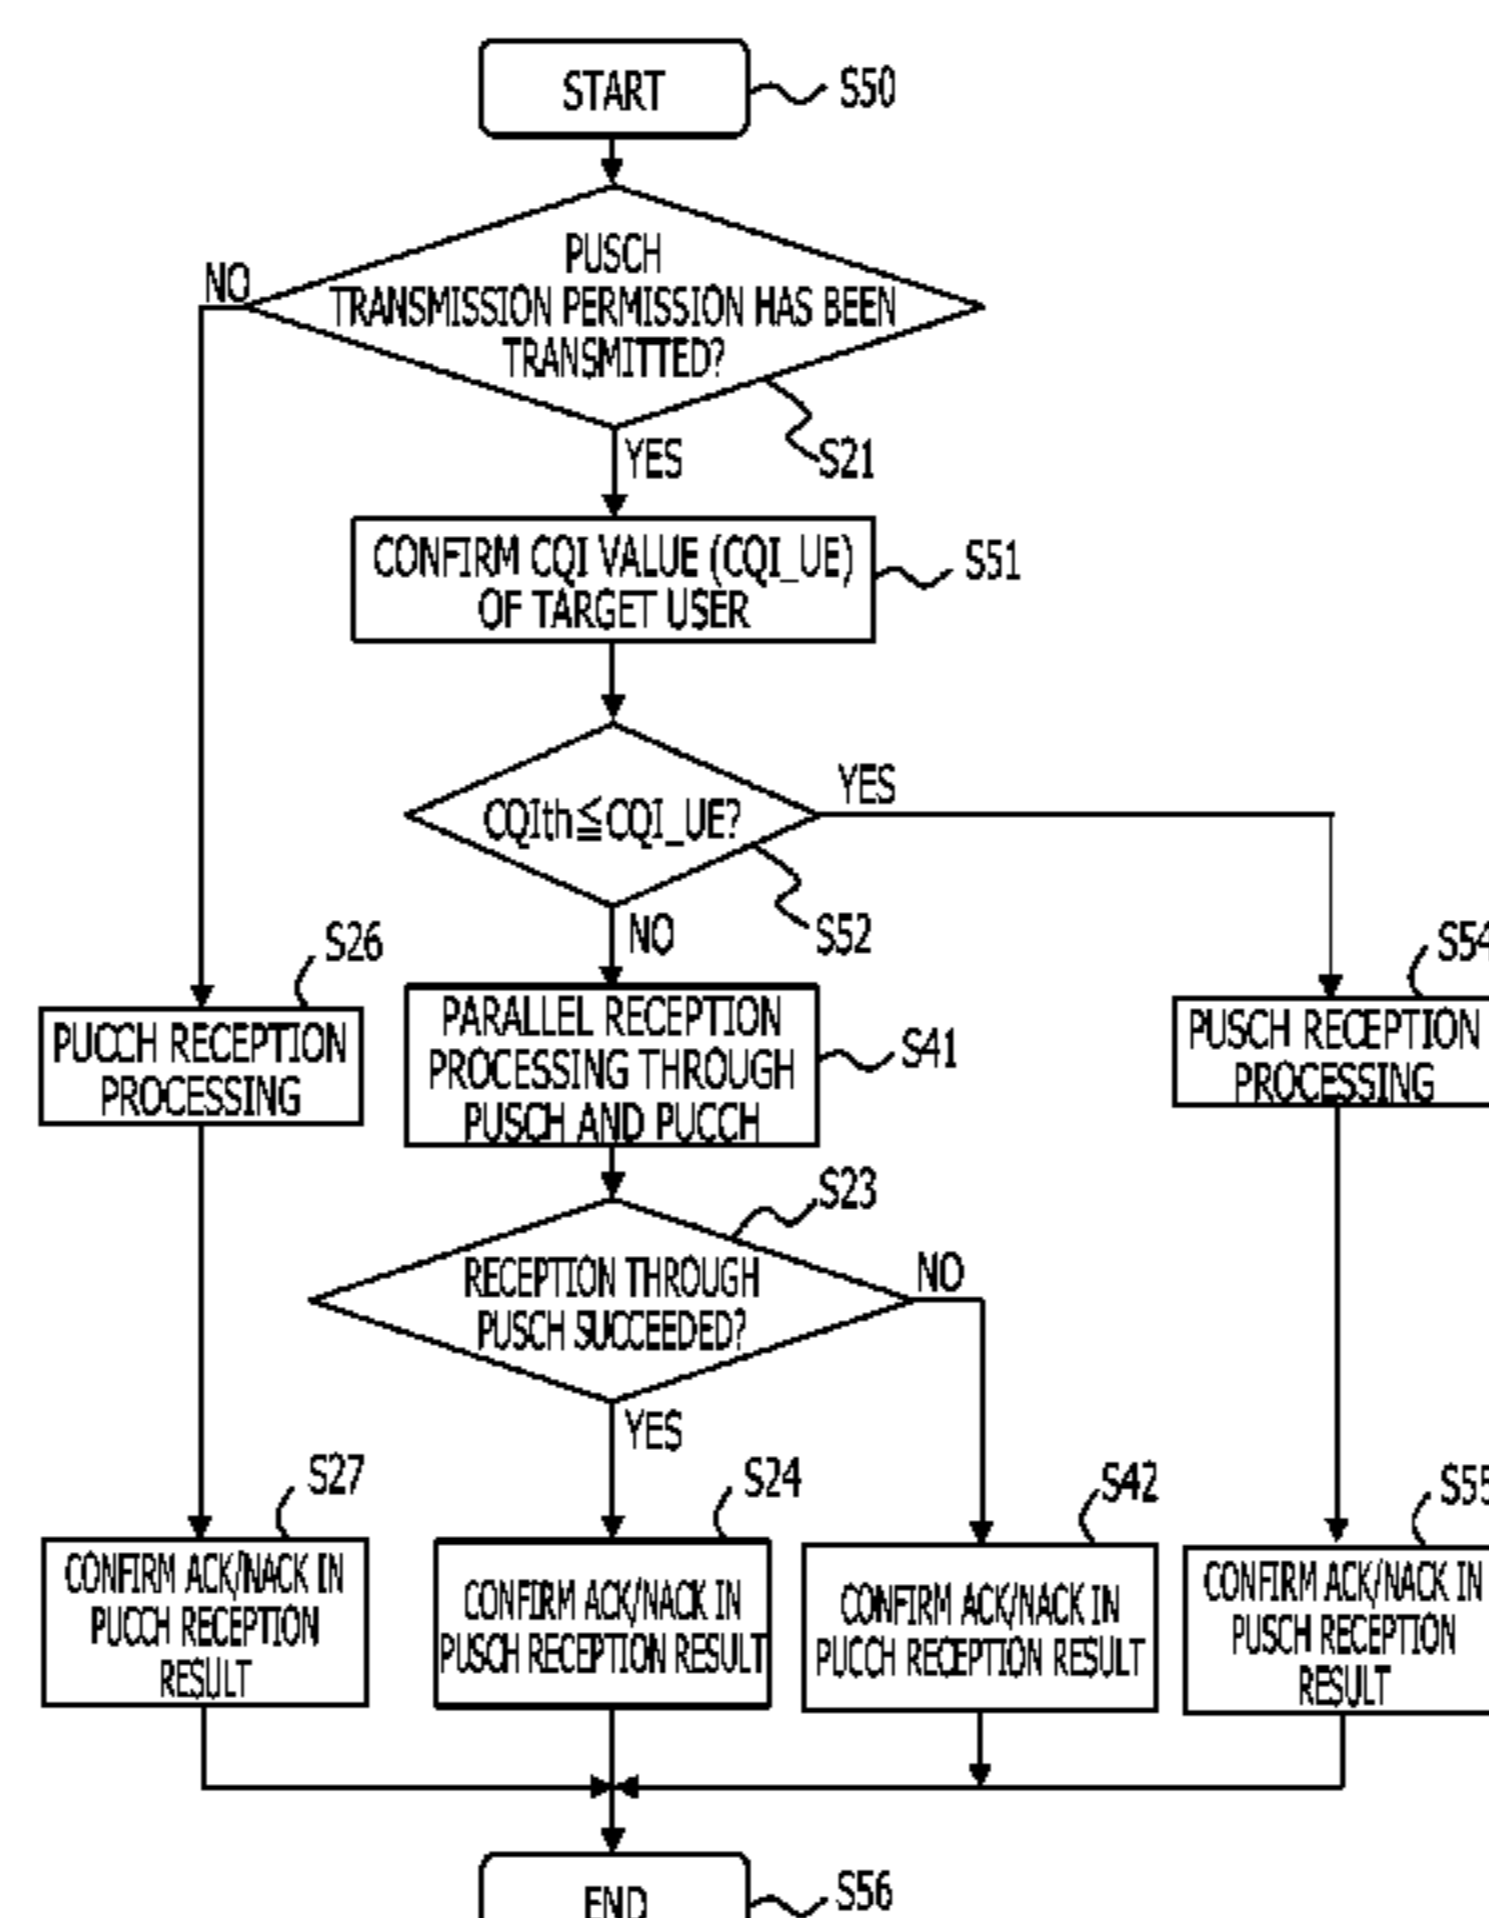 START
S50
PUSCH
TRANSMISSION PERMISSION HAS BEEN
TRANSMITTED?
NO
S21
YES
CONFIRM CQI VALUE (CQI_UE)
OF TARGET USER
S51
CQIth≦CQI_UE?
YES
S52
NO
S26
PUCCH RECEPTION
PROCESSING
PARALLEL RECEPTION
PROCESSING THROUGH
PUSCH AND PUCCH
S41
S54
PUSCH RECEPTION
PROCESSING
S23
RECEPTION THROUGH
PUSCH SUCCEEDED?
NO
YES
S27
CONFIRM ACK/NACK IN
PUCCH RECEPTION
RESULT
S24
CONFIRM ACK/NACK IN
PUSCH RECEPTION RESULT
S42
CONFIRM ACK/NACK IN
PUCCH RECEPTION RESULT
S55
CONFIRM ACK/NACK IN
PUSCH RECEPTION
RESULT
END
S56